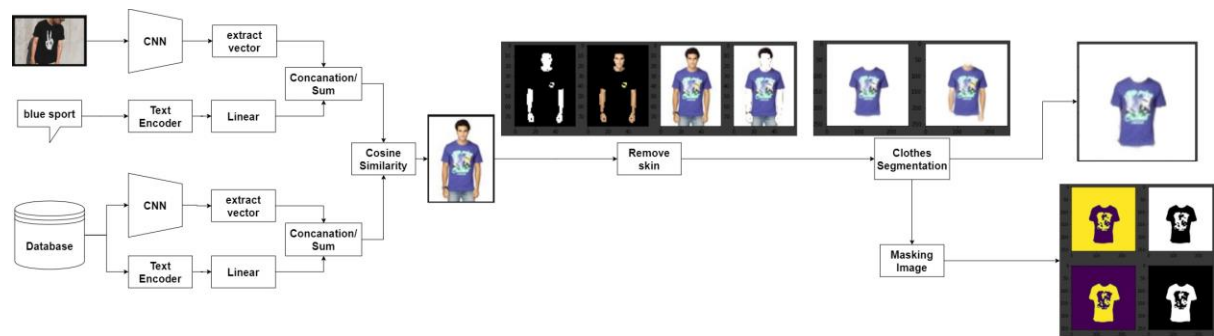 CNN
extract
vector
Concanation/
Sum
blue sport
Text
Encoder
Linear
Cosine
Similarity
Remove
skin
Clothes
Segmentation
Database
CNN
extract
vector
Concanation/
Sum
Text
Encoder
Linear
Masking
Image